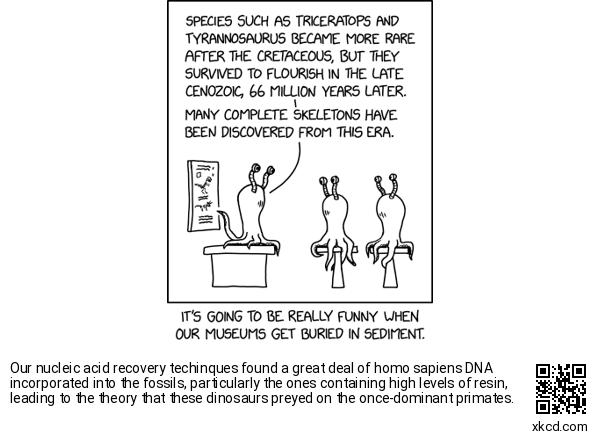 SPECIES SUCH AS TRICERATOPS AND
TYRANNOSAURUS BECAME MORE RARE
AFTER THE CRETACEOUS, BUT THEY
SURVIVED TO FLOURISH IN THE LATE
CENOZOIC, 66 MILLION YEARS LATER.
MANY COMPLETE SKELETONS HAVE
BEEN DISCOVERED FROM THIS ERA.
IT'S GOING TO BE REALLY FUNNY WHEN
OUR MUSEUMS GET BURIED IN SEDIMENT.
Our nucleic acid recovery techinques found a great deal of homo sapiens DNA
incorporated into the fossils, particularly the ones containing high levels of resin,
leading to the theory that these dinosaurs preyed on the once-dominant primates.
xkcd.com